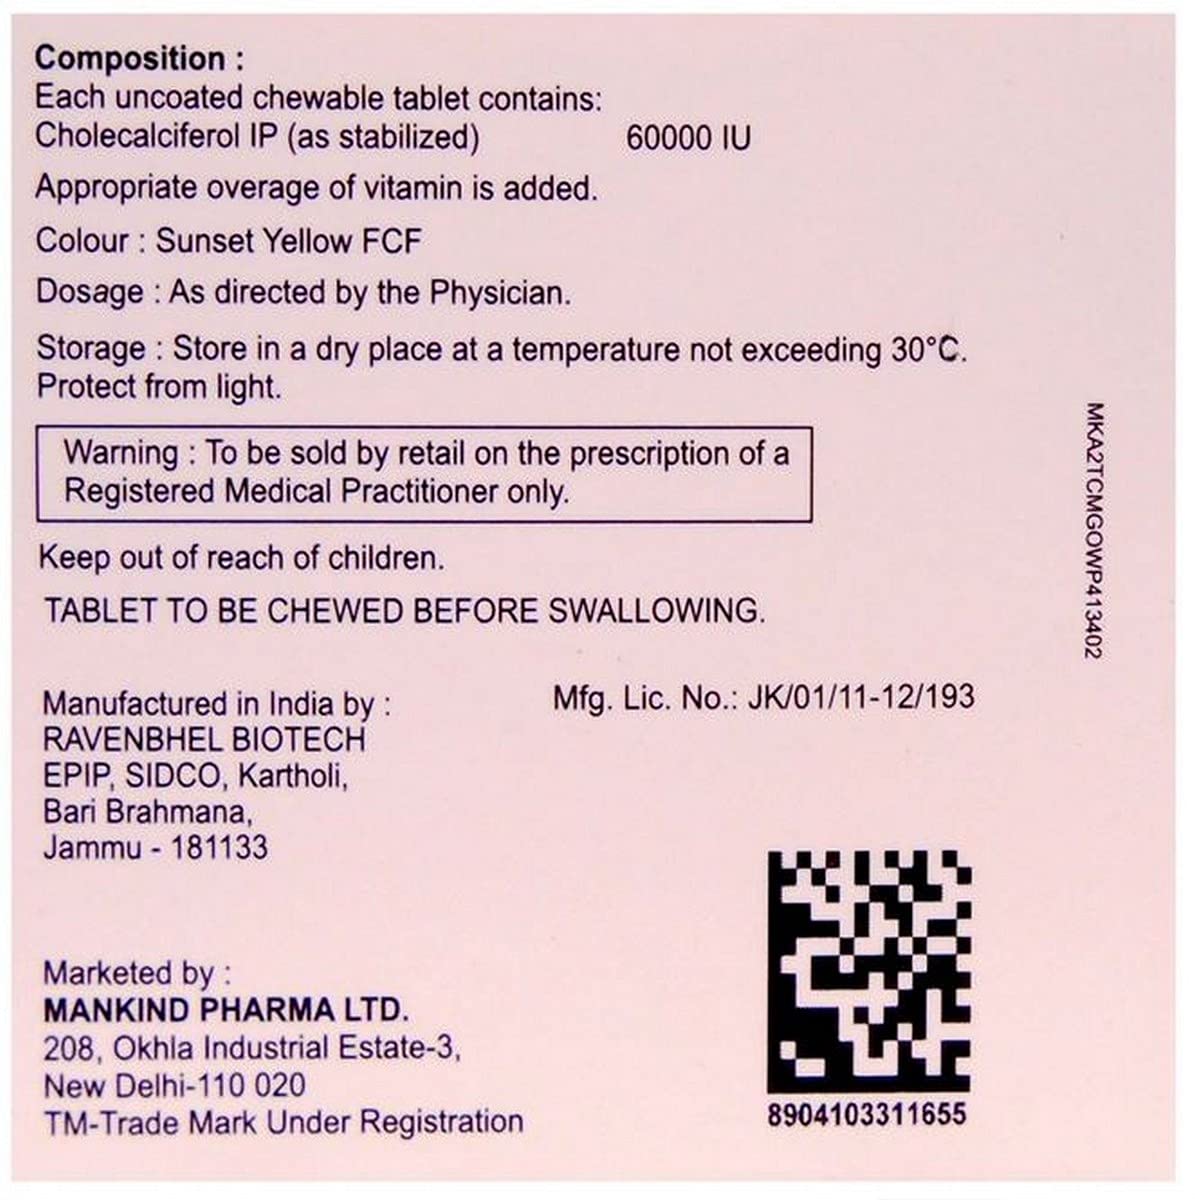 Composition :
Each uncoated chewable tablet contains:
Cholecalciferol IP (as stabilized) 60000 IU
Appropriate overage of vitamin is added.
Colour : Sunset Yellow FCF
Dosage : As directed by the Physician.
Storage : Store in a dry place at a temperature not exceeding 30°C.
Protect from light.
Warning : To be sold by retail on the prescription of a
Registered Medical Practitioner only.
Keep out of reach of children.
TABLET TO BE CHEWED BEFORE SWALLOWING.
MKA2TCMGOWP413402
Manufactured in India by :
RAVENBHEL BIOTECH
EPIP, SIDCO, Kartholi,
Bari Brahmana,
Jammu - 181133
Mfg. Lic. No.: JK/01/11-12/193
Marketed by :
MANKIND PHARMA LTD.
208, Okhla Industrial Estate-3,
New Delhi-110 020
TM-Trade Mark Under Registration
8904103311655